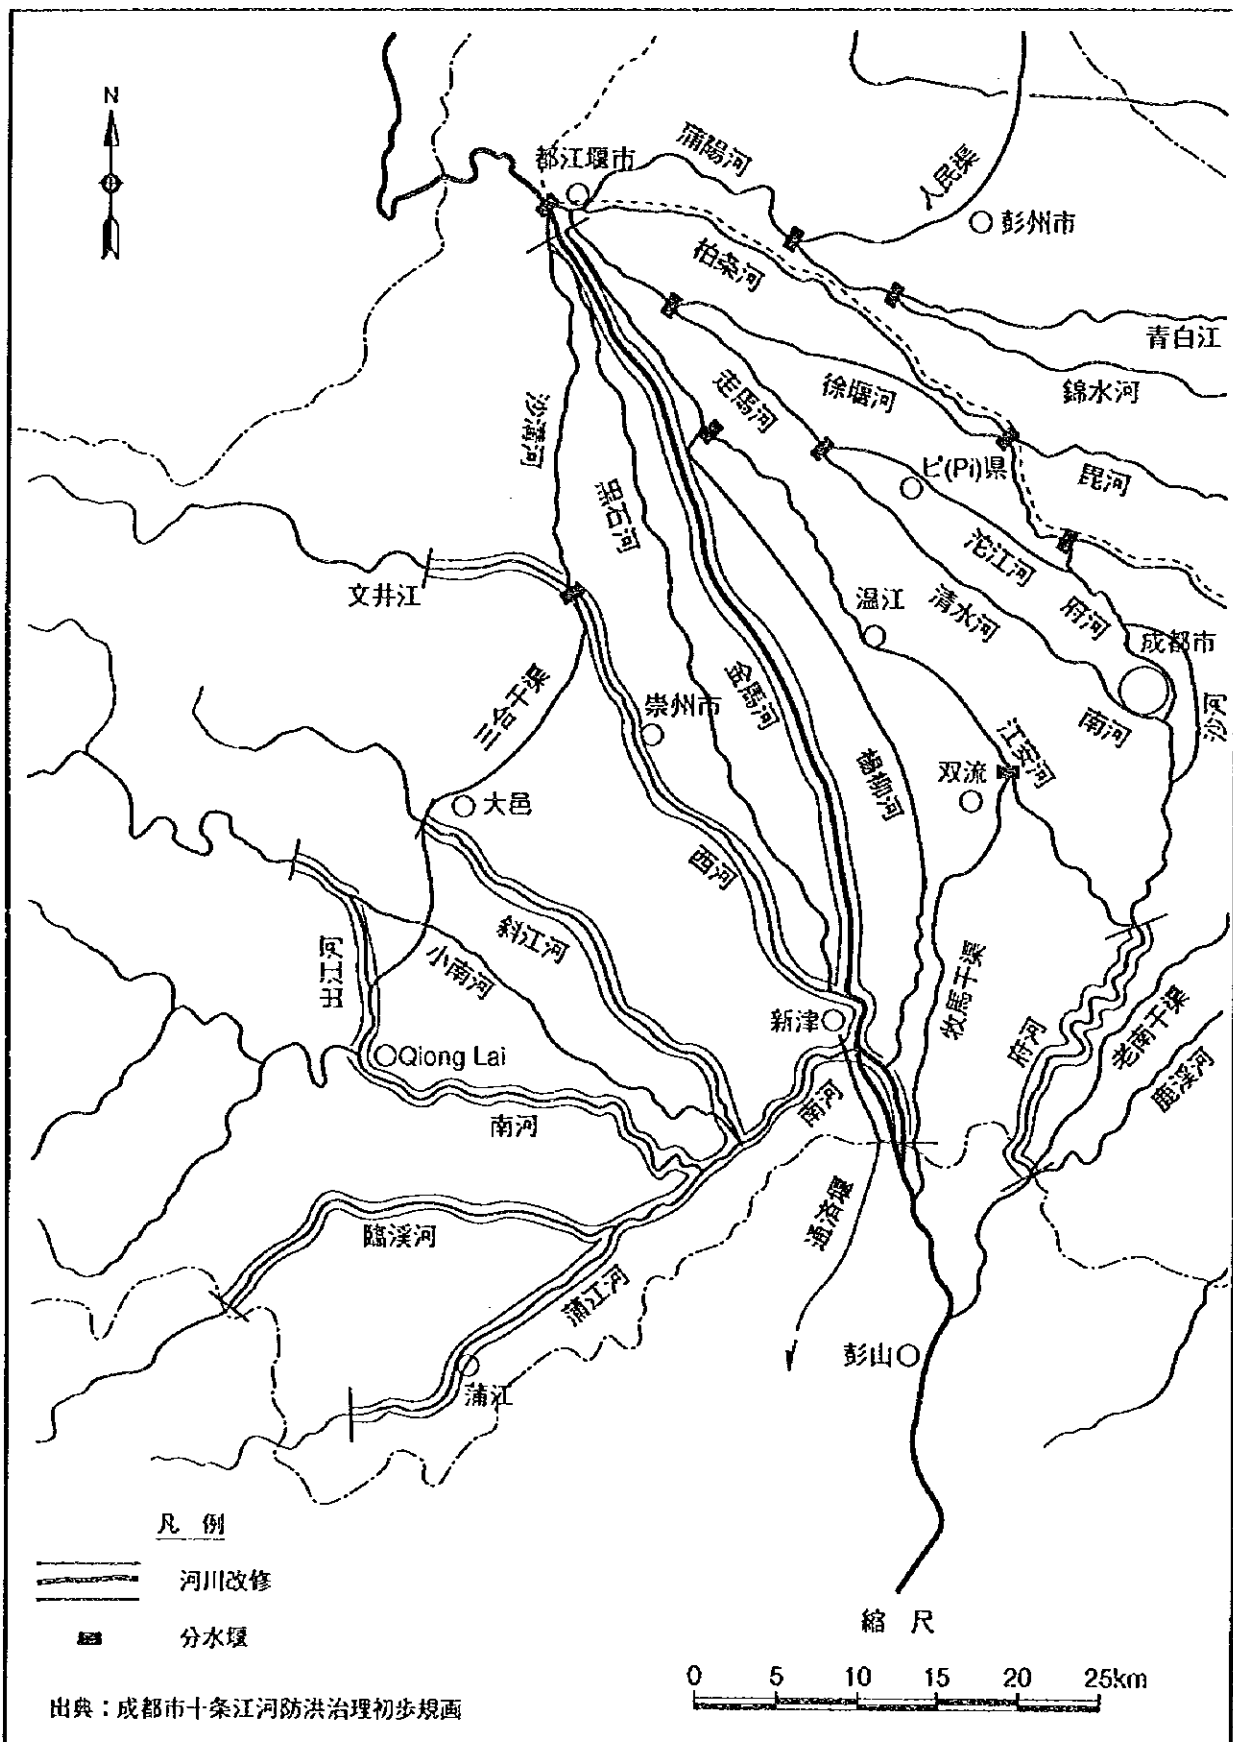 N
都江堰市
蒲陽河
人民渠
彭州市
柏条河
青白江
錦水河
徐堰河
走馬河
沙溝河
黒石河
ピ(Pi)県
毘河
沱江河
清水河
府河
温江
成都市
文井江
三合干渠
崇州市
金馬河
楊柳河
江安河
双流
南河
沙河
大邑
西河
斜江河
小南河
出江河
牧馬干渠
新津
府河
老南干渠
鹿渓河
Qiong Lai
南河
南河
通済堰
臨渓河
蒲江河
蒲江
彭山
凡 例
河川改修
分水堰
縮 尺
0 5 10 15 20 25km
出典：成都市十条江河防洪治理初歩規画